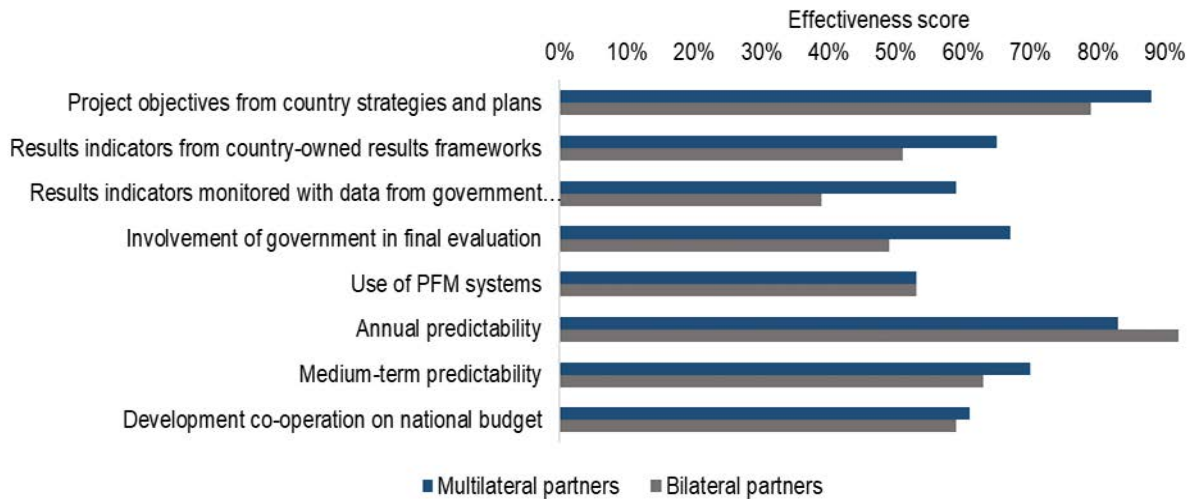 Effectiveness score
0% 10% 20% 30% 40% 50% 60% 70% 80% 90%
Project objectives from country strategies and plans
Results indicators from country-owned results frameworks
Results indicators monitored with data from government…
Involvement of government in final evaluation
Use of PFM systems
Annual predictability
Medium-term predictability
Development co-operation on national budget
Multilateral partners Bilateral partners